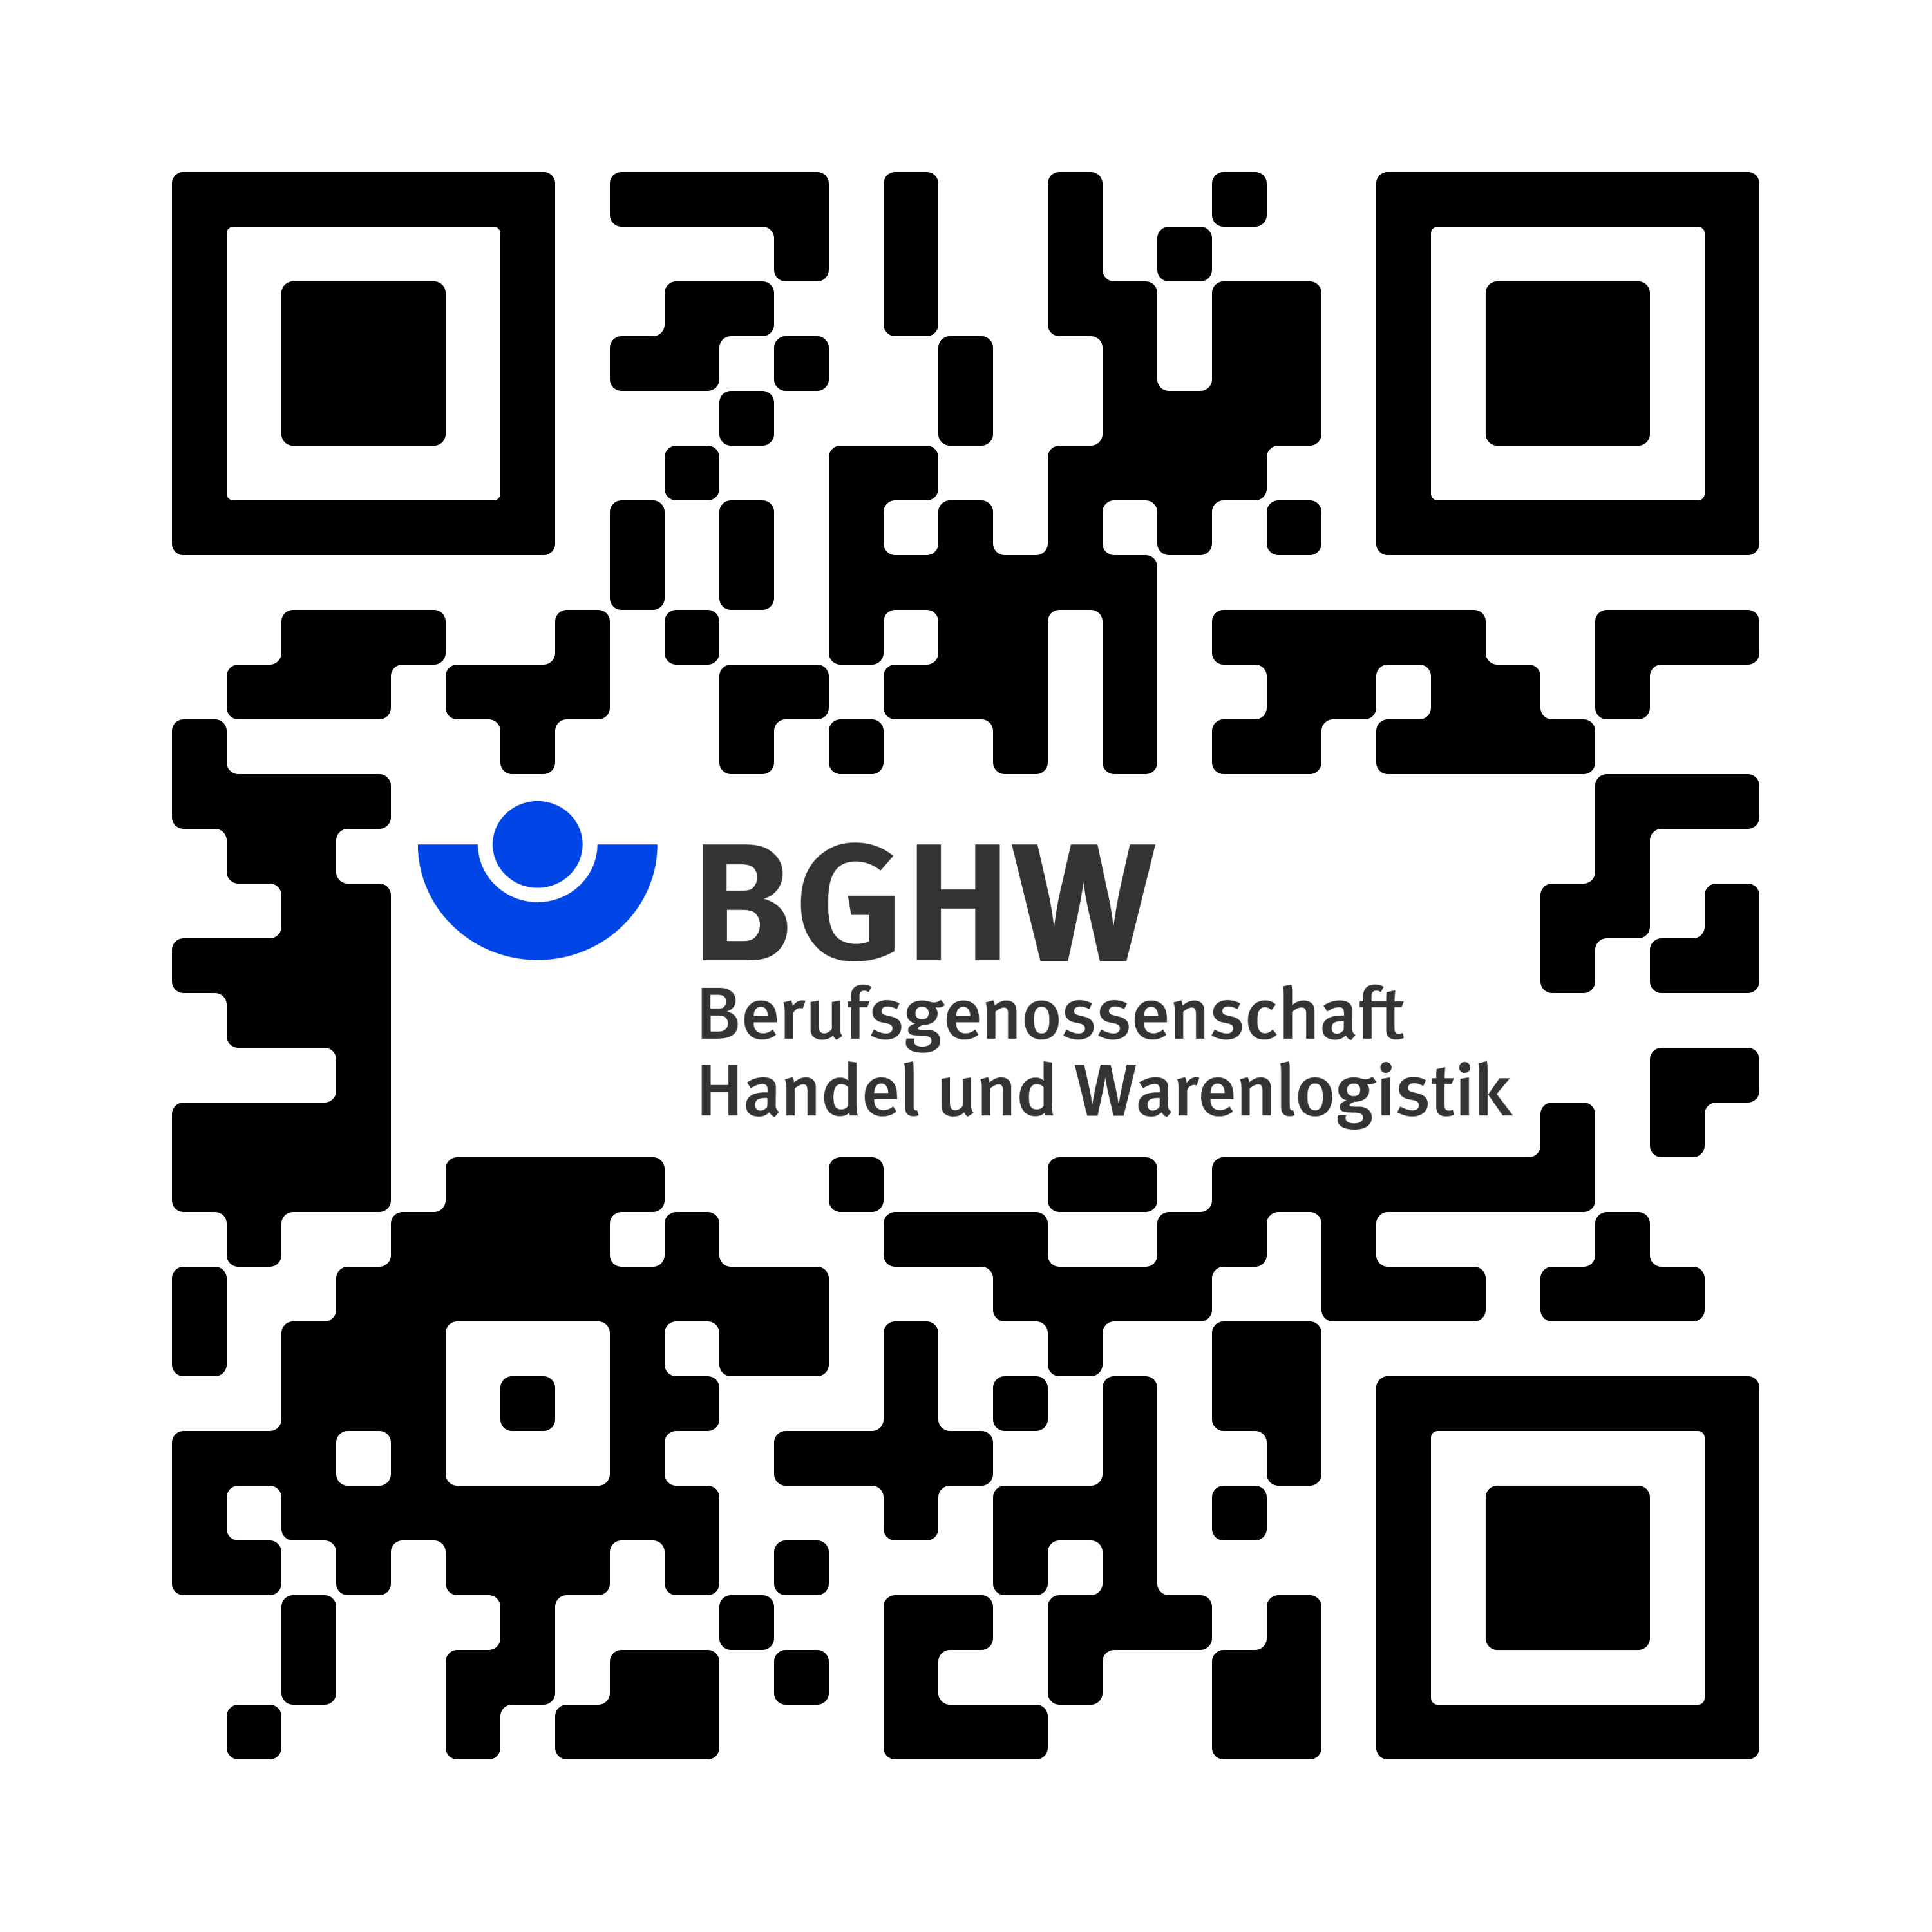 BGHW
Berufsgenossenschaft
Handel und Warenlogistik